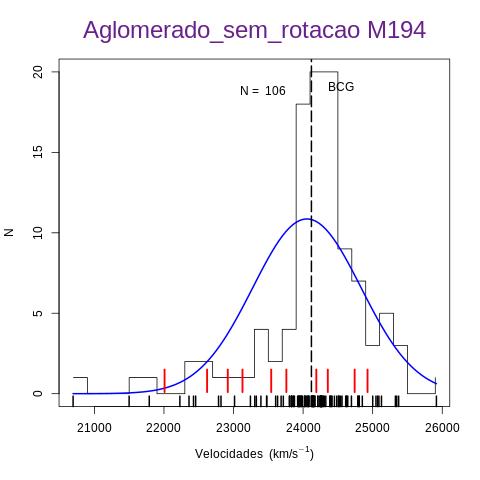 Aglomerado_sem_rotacao M194
N = 106
BCG
20
15
10
5
0
N
21000 22000 23000 24000 25000 26000
Velocidades (km/s⁻¹)